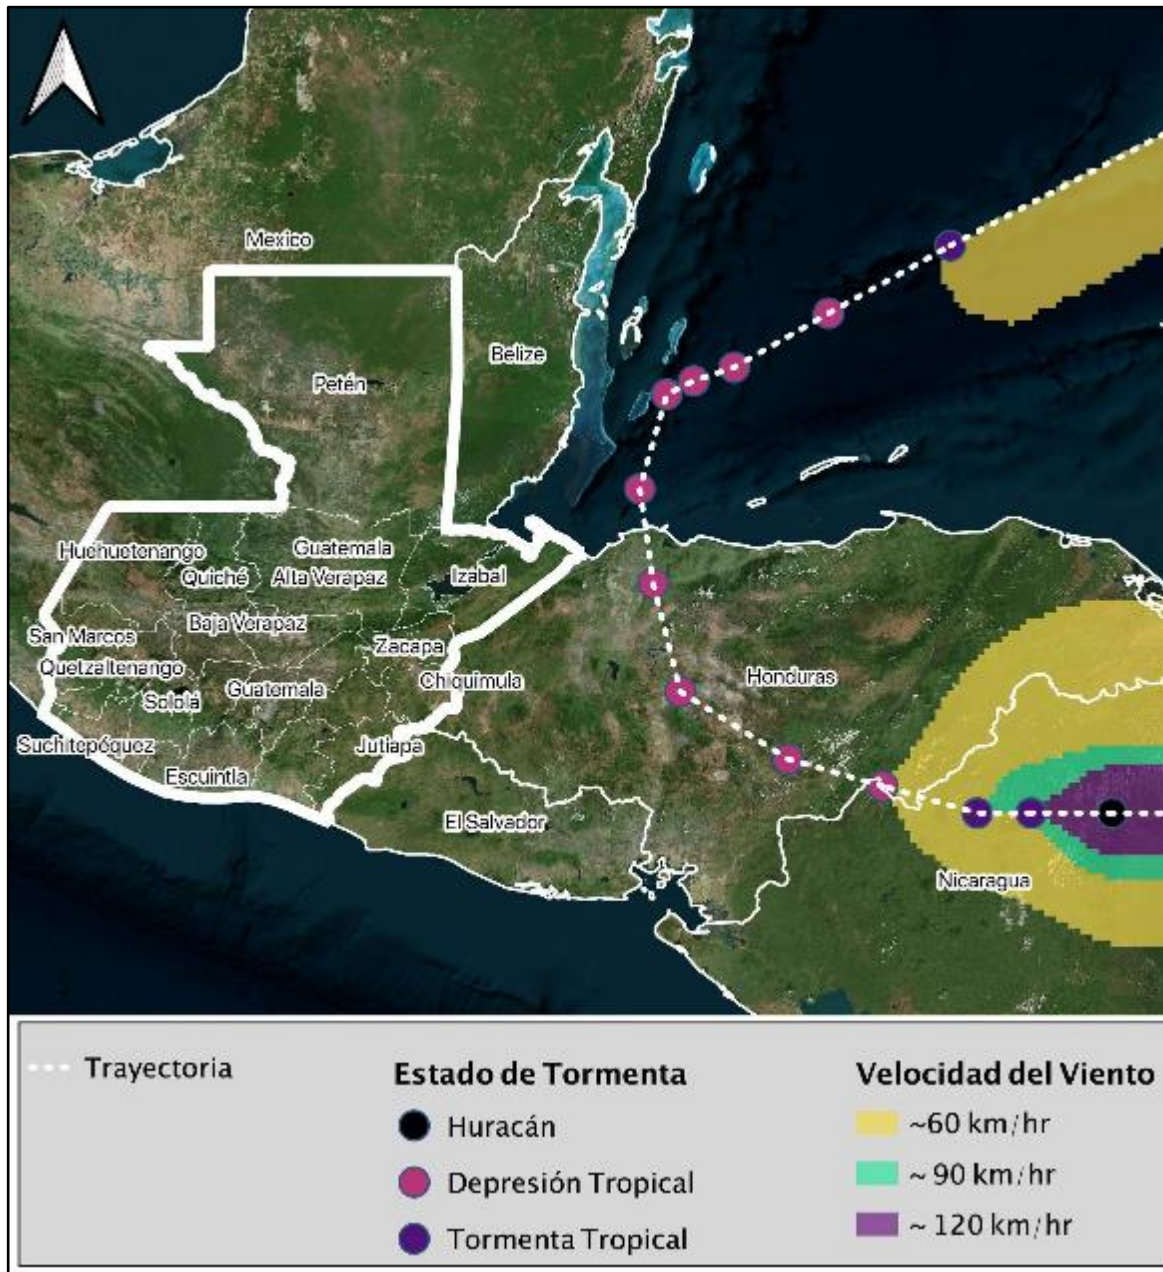 Mexico
Belize
Petén
Huehuetenango
Guatemala
Quiché
Alta Verapaz
Izabal
Baja Verapaz
San Marcos
Zacapa
Quetzaltenango
Chiquimula
Honduras
Guatemala
Sololá
Suchitepéquez
Jutiapa
Escuintla
El Salvador
Nicaragua
Trayectoria
Estado de Tormenta
Huracán
Depresión Tropical
Tormenta Tropical
Velocidad del Viento
~60 km/hr
~ 90 km/hr
~ 120 km/hr